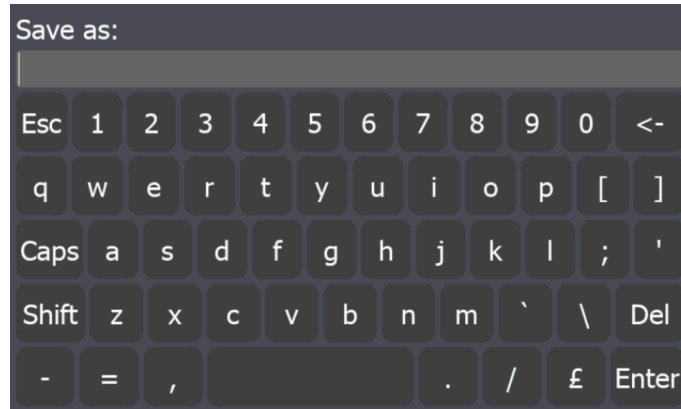 Save as:
Esc 1 2 3 4 5 6 7 8 9 0 <-
q w e r t y u i o p [ ]
Caps a s d f g h j k l ; '
Shift z x c v b n m ` \ Del
- = , . / £ Enter